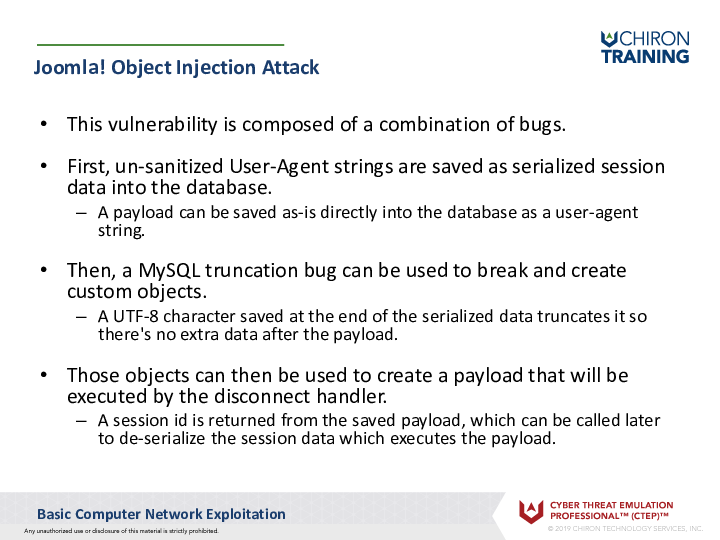 CHIRON
TRAINING
Joomla! Object Injection Attack
• This vulnerability is composed of a combination of bugs.
• First, un-sanitized User-Agent strings are saved as serialized session
data into the database.
– A payload can be saved as-is directly into the database as a user-agent
string.
• Then, a MySQL truncation bug can be used to break and create
custom objects.
– A UTF-8 character saved at the end of the serialized data truncates it so
there's no extra data after the payload.
• Those objects can then be used to create a payload that will be
executed by the disconnect handler.
– A session id is returned from the saved payload, which can be called later
to de-serialize the session data which executes the payload.
Basic Computer Network Exploitation
CYBER THREAT EMULATION
PROFESSIONAL™ (CTEP)™
Any unauthorized use or disclosure of this material is strictly prohibited.
© 2019 CHIRON TECHNOLOGY SERVICES, INC.